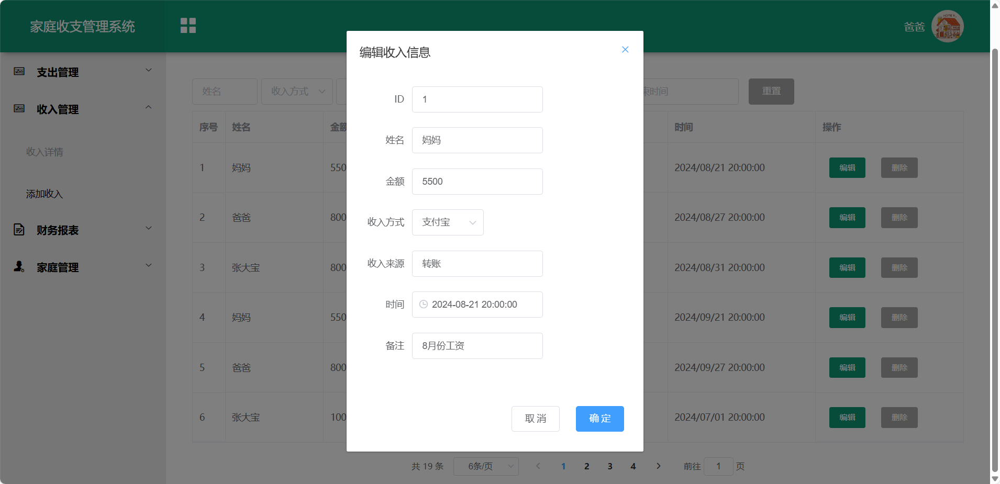 家庭收支管理系统
爸爸
支出管理
收入管理
收入详情
添加收入
财务报表
家庭管理
姓名 收入方式 束时间 重置
序号 姓名 金额 时间 操作
1 妈妈 550 2024/08/21 20:00:00 编辑 删除
2 爸爸 800 2024/08/27 20:00:00 编辑 删除
3 张大宝 800 2024/08/31 20:00:00 编辑 删除
4 妈妈 550 2024/09/21 20:00:00 编辑 删除
5 爸爸 800 2024/09/27 20:00:00 编辑 删除
6 张大宝 100 2024/07/01 20:00:00 编辑 删除
编辑收入信息
ID 1
姓名 妈妈
金额 5500
收入方式 支付宝
收入来源 转账
时间 2024-08-21 20:00:00
备注 8月份工资
取消 确定
共 19 条 6条/页 1 2 3 4 前往 1 页